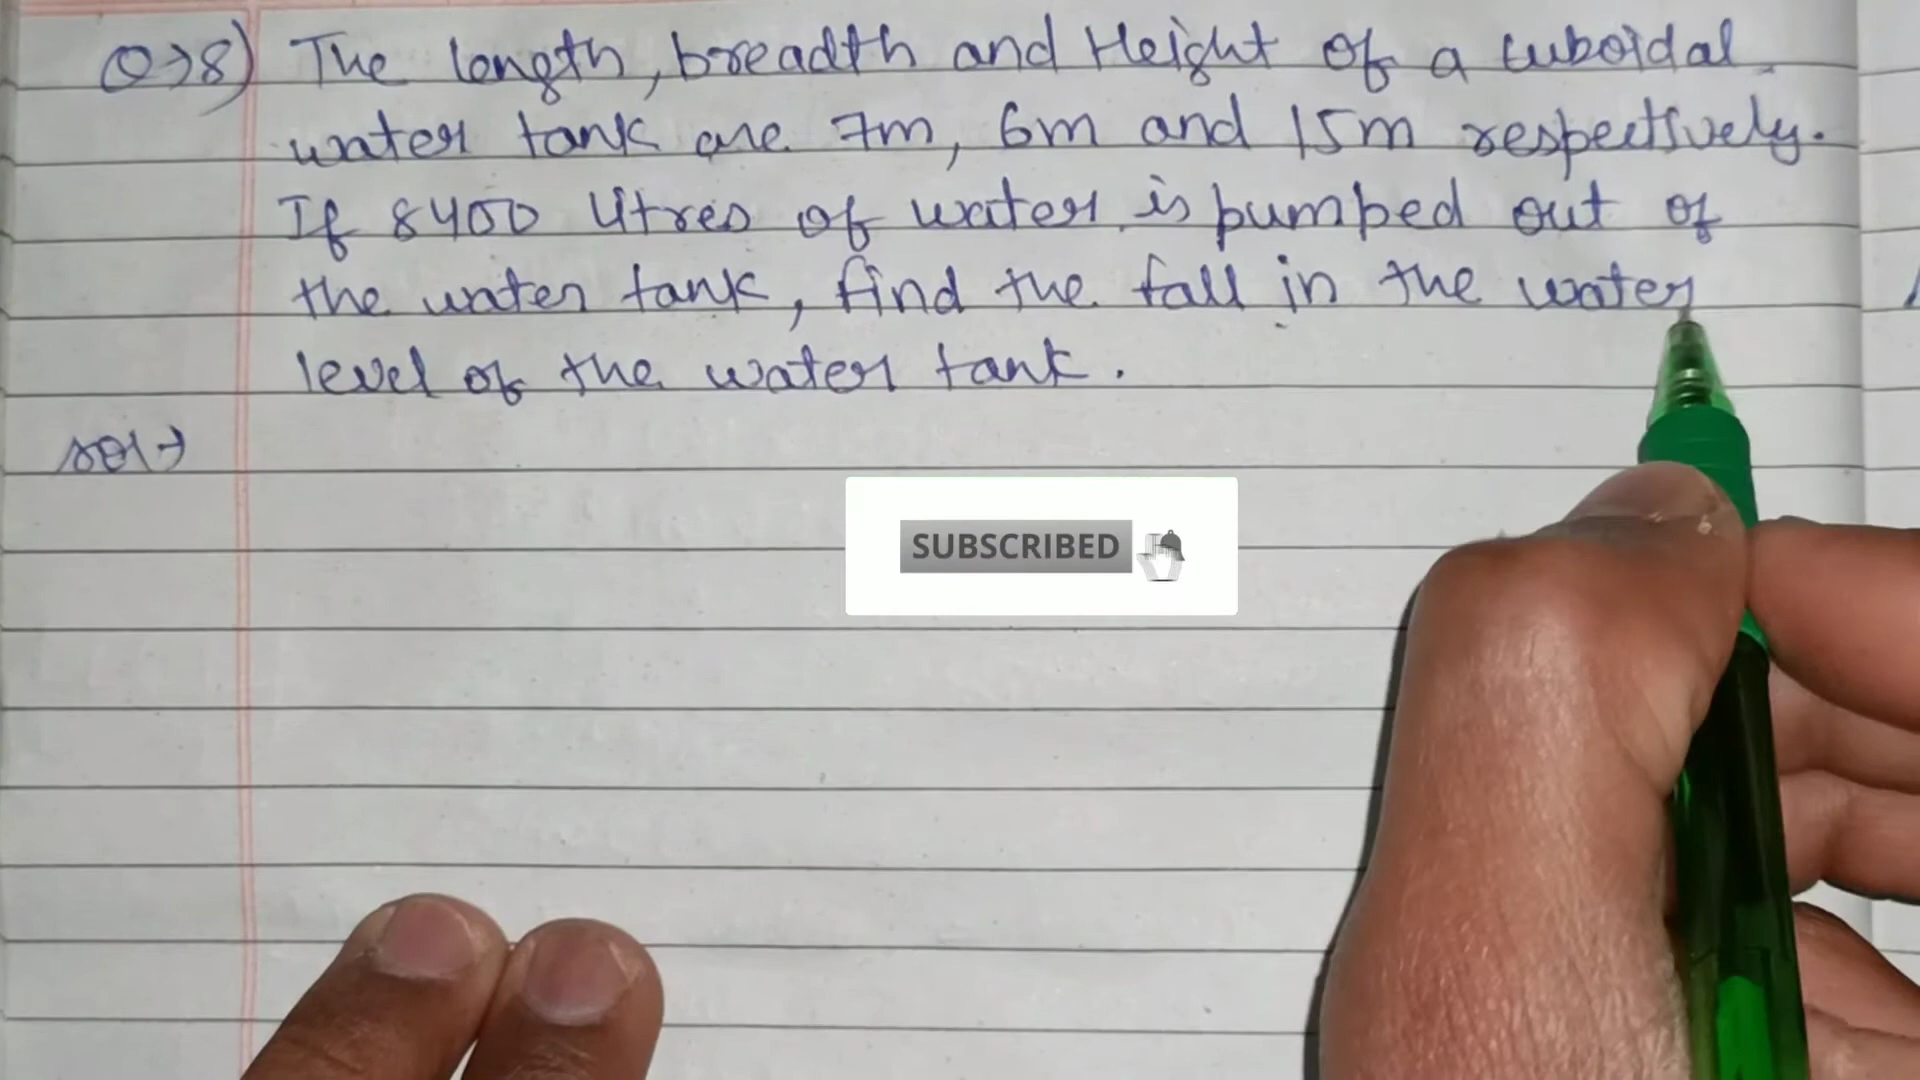 Q→8) The length, breadth and Height of a cuboidal
water tank are 7m, 6m and 15m respectively.
If 8400 litres of water is pumped out of
the water tank, find the fall in the water
level of the water tank.
sol→
SUBSCRIBED